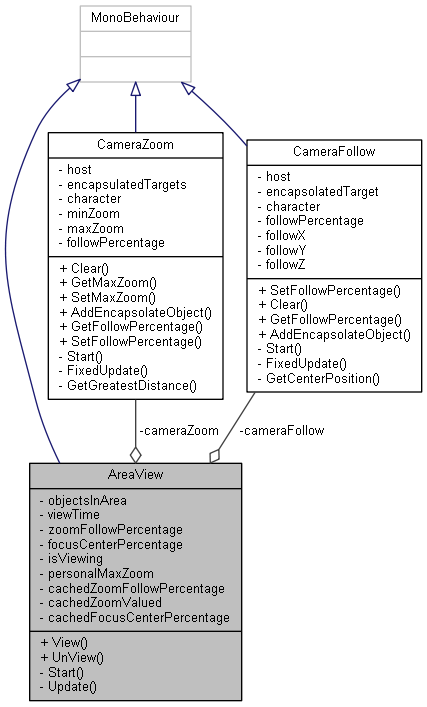 MonoBehaviour
CameraZoom
- host
- encapsulatedTargets
- character
- minZoom
- maxZoom
- followPercentage
+ Clear()
+ GetMaxZoom()
+ SetMaxZoom()
+ AddEncapsolateObject()
+ GetFollowPercentage()
+ SetFollowPercentage()
- Start()
- FixedUpdate()
- GetGreatestDistance()
CameraFollow
- host
- encapsolatedTarget
- character
- followPercentage
- followX
- followY
- followZ
+ SetFollowPercentage()
+ Clear()
+ GetFollowPercentage()
+ AddEncapsolateObject()
- Start()
- FixedUpdate()
- GetCenterPosition()
-cameraZoom
-cameraFollow
AreaView
- objectsInArea
- viewTime
- zoomFollowPercentage
- focusCenterPercentage
- isViewing
- personalMaxZoom
- cachedZoomFollowPercentage
- cachedZoomValued
- cachedFocusCenterPercentage
+ View()
+ UnView()
- Start()
- Update()